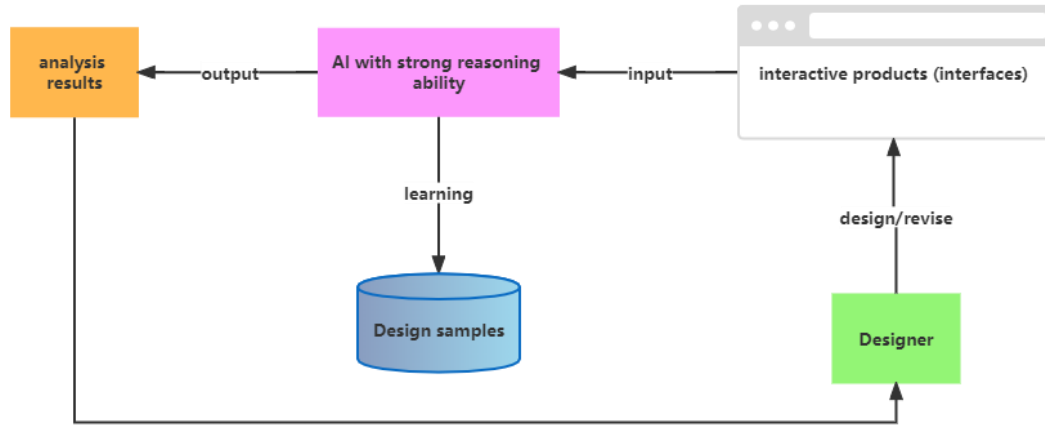 analysis
results
output
AI with strong reasoning
ability
input
interactive products (interfaces)
learning
design/revise
Design samples
Designer